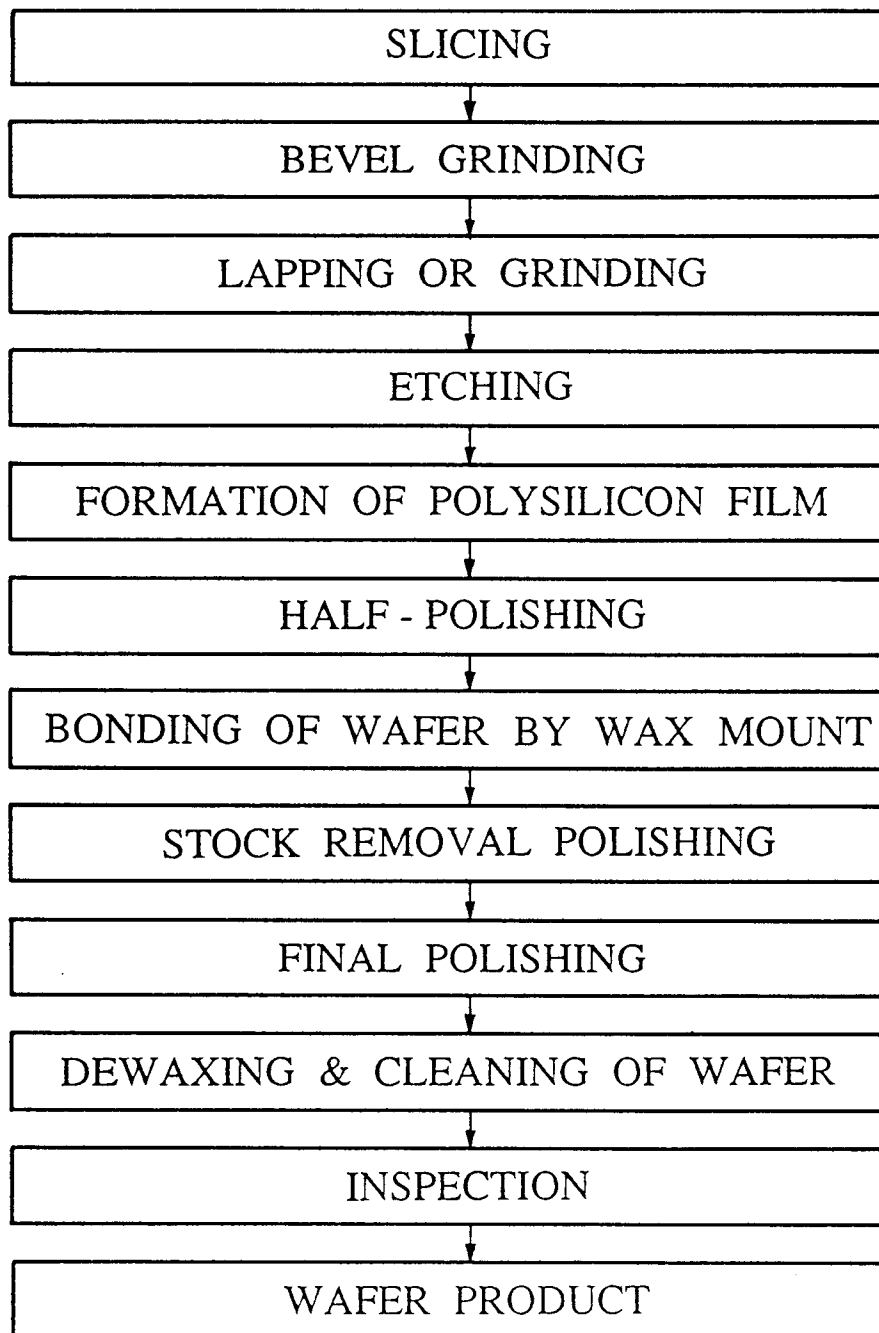 SLICING
BEVEL GRINDING
LAPPING OR GRINDING
ETCHING
FORMATION OF POLYSILICON FILM
HALF - POLISHING
BONDING OF WAFER BY WAX MOUNT
STOCK REMOVAL POLISHING
FINAL POLISHING
DEWAXING & CLEANING OF WAFER
INSPECTION
WAFER PRODUCT